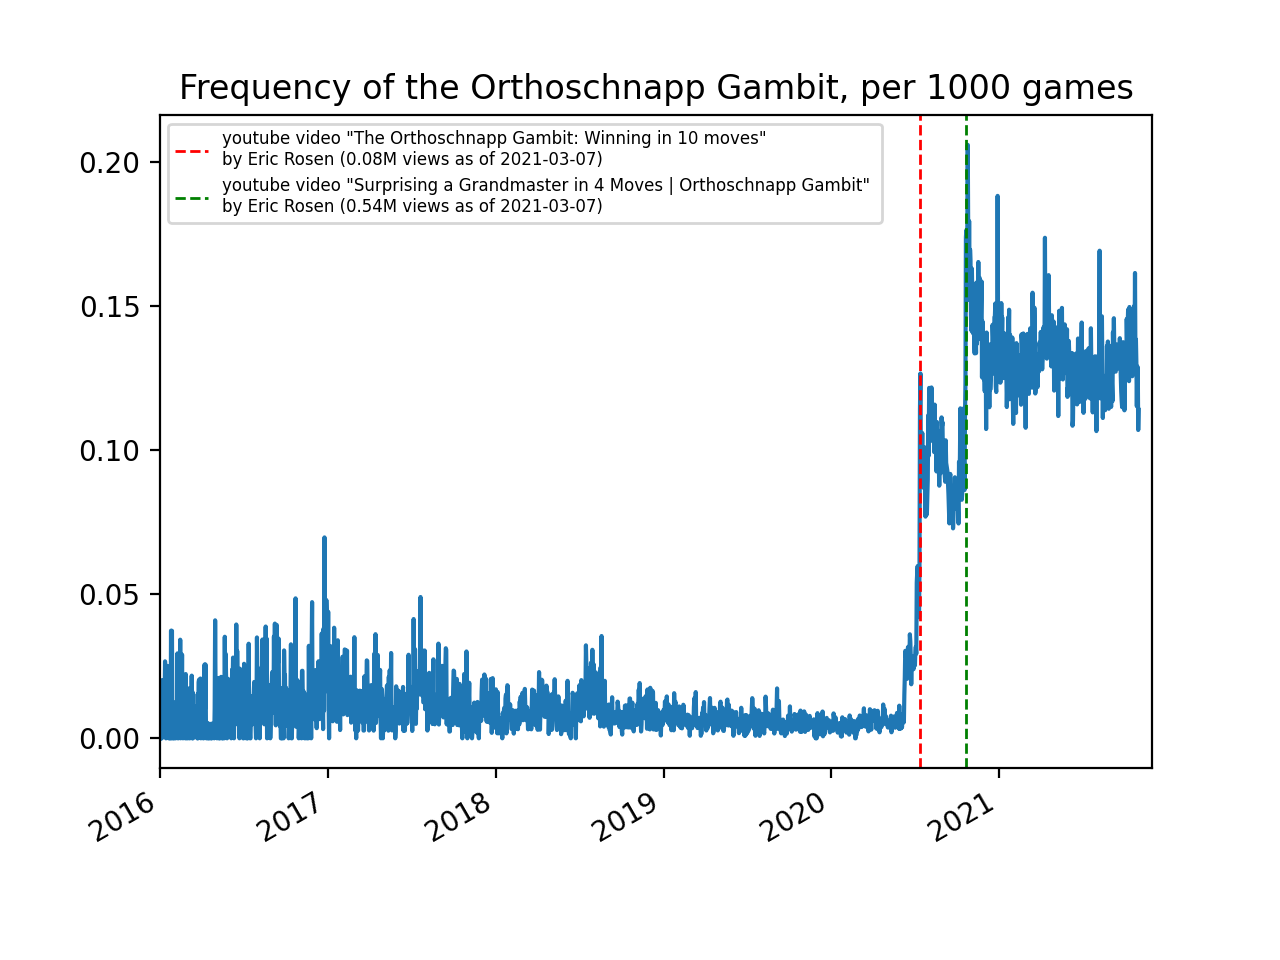 Frequency of the Orthoschnapp Gambit, per 1000 games
youtube video "The Orthoschnapp Gambit: Winning in 10 moves"
by Eric Rosen (0.08M views as of 2021-03-07)
youtube video "Surprising a Grandmaster in 4 Moves | Orthoschnapp Gambit"
by Eric Rosen (0.54M views as of 2021-03-07)
0.20
0.15
0.10
0.05
0.00
2016
2017
2018
2019
2020
2021